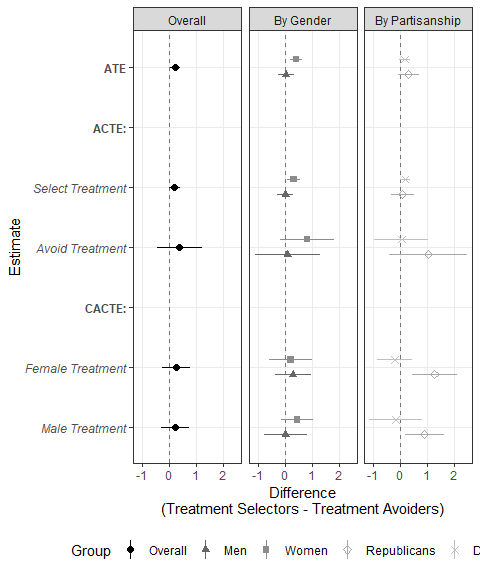 Overall By Gender By Partisanship
ATE
ACTE:
Select Treatment
Avoid Treatment
CACTE:
Female Treatment
Male Treatment
Estimate
-1 0 1 2 -1 0 1 2 -1 0 1 2
Difference
(Treatment Selectors - Treatment Avoiders)
Group Overall Men Women Republicans D